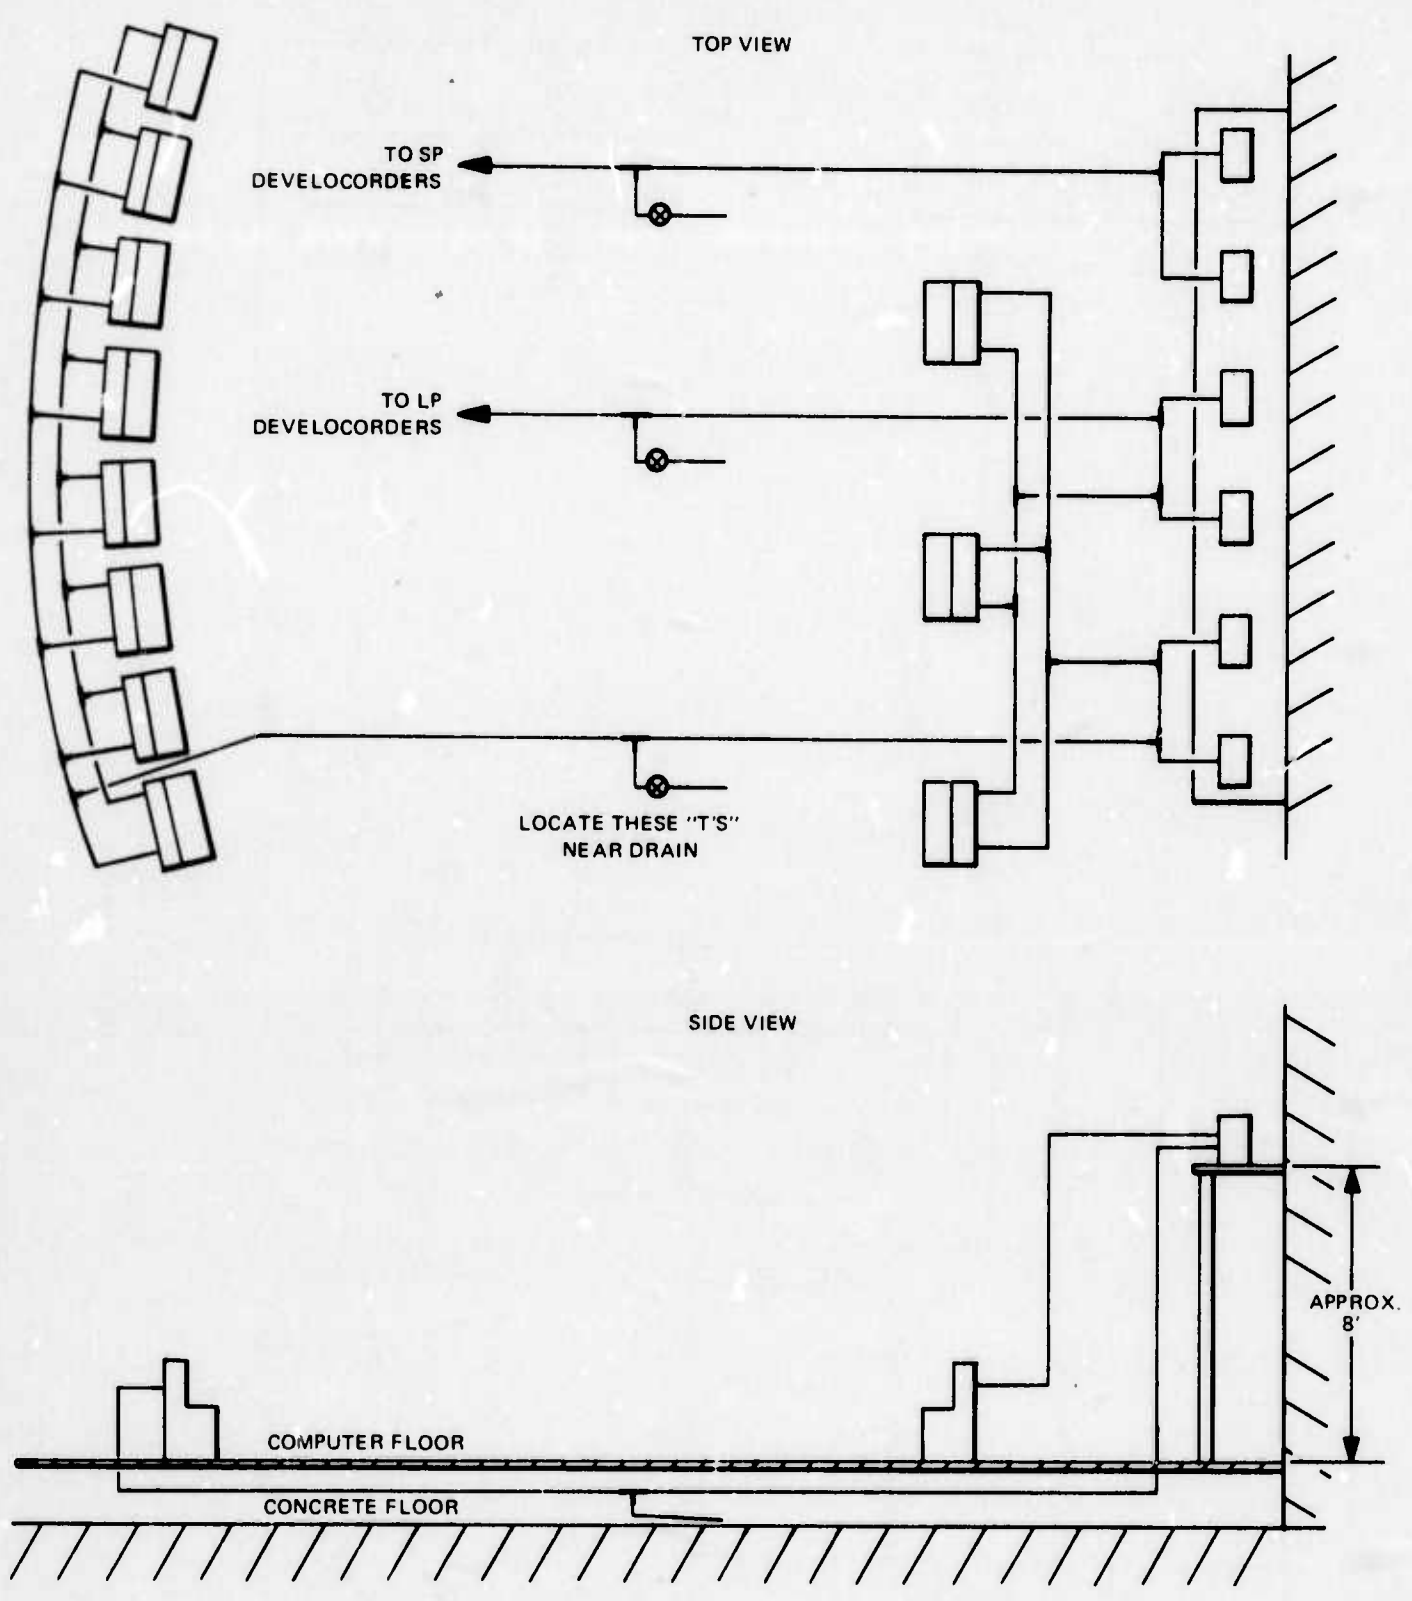 TOP VIEW
TO SP
DEVELOCORDERS
TO LP
DEVELOCORDERS
LOCATE THESE "T'S"
NEAR DRAIN
SIDE VIEW
APPROX.
8'
COMPUTER FLOOR
CONCRETE FLOOR